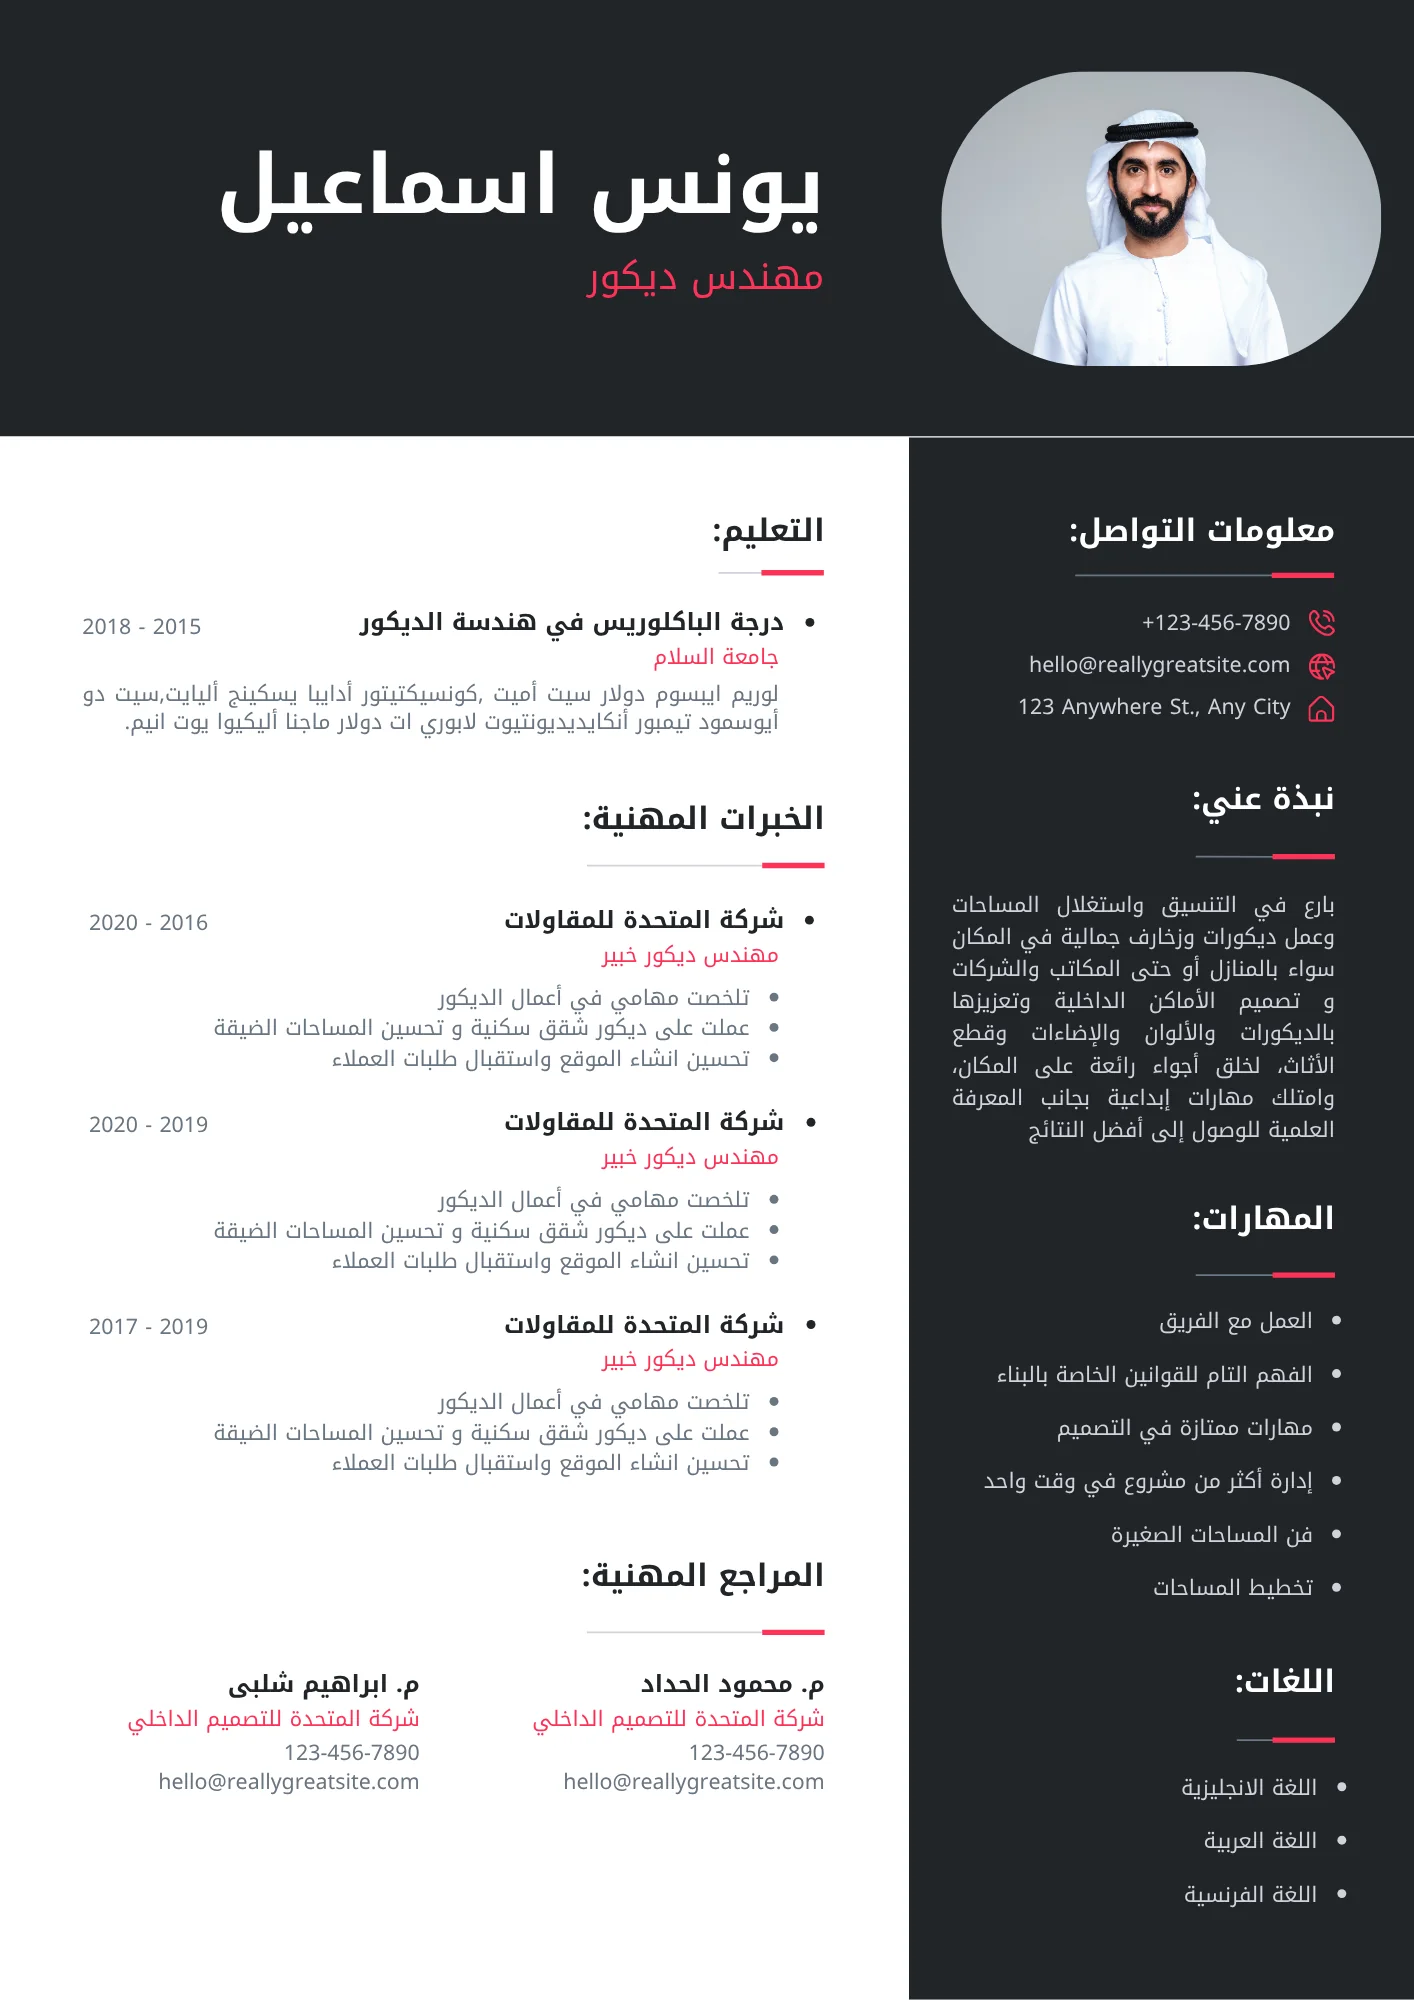 يونس اسماعيل
مهندس ديكور
معلومات التواصل:
+123-456-7890
hello@reallygreatsite.com
123 Anywhere St., Any City
نبذة عني:
بارع في التنسيق واستغلال المساحات
وعمل ديكورات وزخارف جمالية في المكان
سواء بالمنازل أو حتى المكاتب والشركات
و تصميم الأماكن الداخلية وتعزيزها
بالديكورات والألوان والإضاءات وقطع
الأثاث، لخلق أجواء رائعة على المكان،
وامتلك مهارات إبداعية بجانب المعرفة
العلمية للوصول إلى أفضل النتائج
المهارات:
• العمل مع الفريق
• الفهم التام للقوانين الخاصة بالبناء
• مهارات ممتازة في التصميم
• إدارة أكثر من مشروع في وقت واحد
• فن المساحات الصغيرة
• تخطيط المساحات
اللغات:
• اللغة الانجليزية
• اللغة العربية
• اللغة الفرنسية
التعليم:
• درجة الباكلوريس في هندسة الديكور
2018 - 2015
جامعة السلام
لوريم ايبسوم دولار سيت أميت ,كونسيكتيتور أدايبا يسكينج أليايت,سيت دو
أيوسمود تيمبور أنكايديديونتيوت لابوري ات دولار ماجنا أليكيوا يوت انيم.
الخبرات المهنية:
• شركة المتحدة للمقاولات
2020 - 2016
مهندس ديكور خبير
• تلخصت مهامي في أعمال الديكور
• عملت على ديكور شقق سكنية و تحسين المساحات الضيقة
• تحسين انشاء الموقع واستقبال طلبات العملاء
• شركة المتحدة للمقاولات
2020 - 2019
مهندس ديكور خبير
• تلخصت مهامي في أعمال الديكور
• عملت على ديكور شقق سكنية و تحسين المساحات الضيقة
• تحسين انشاء الموقع واستقبال طلبات العملاء
• شركة المتحدة للمقاولات
2017 - 2019
مهندس ديكور خبير
• تلخصت مهامي في أعمال الديكور
• عملت على ديكور شقق سكنية و تحسين المساحات الضيقة
• تحسين انشاء الموقع واستقبال طلبات العملاء
المراجع المهنية:
م. محمود الحداد
شركة المتحدة للتصميم الداخلي
123-456-7890
hello@reallygreatsite.com
م. ابراهيم شلبى
شركة المتحدة للتصميم الداخلي
123-456-7890
hello@reallygreatsite.com